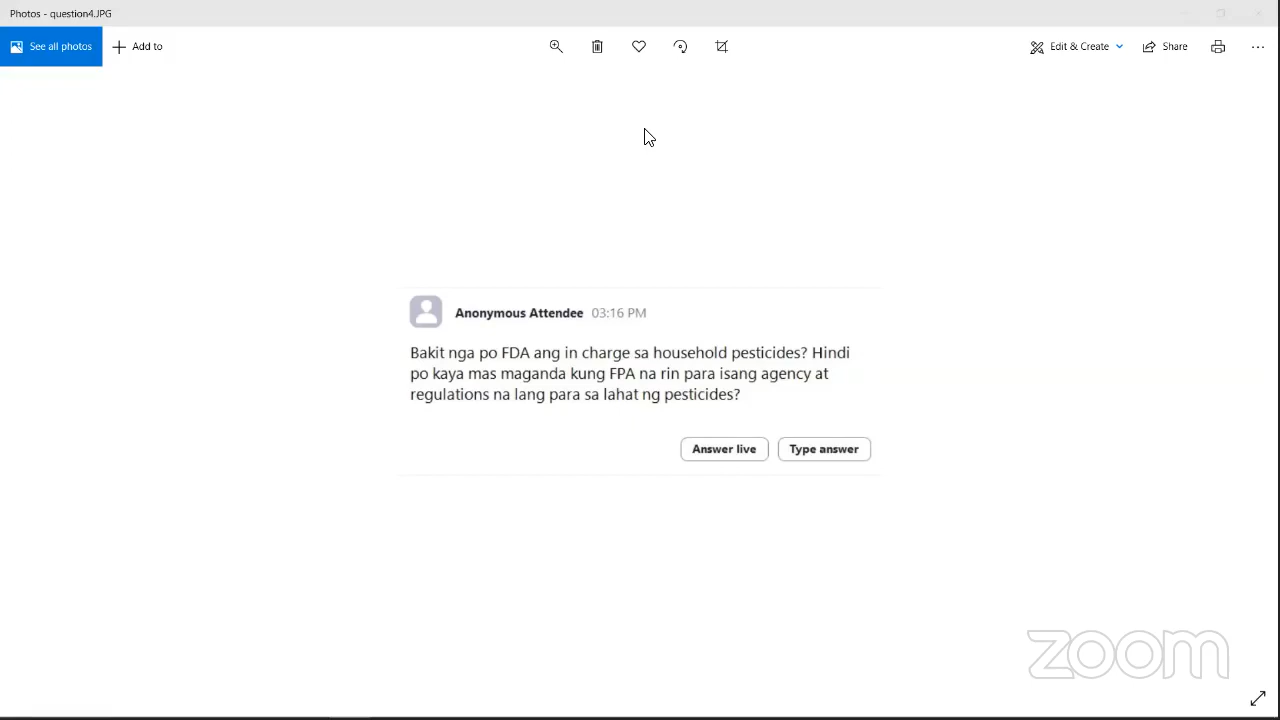 Photos - question4.JPG
See all photos
Add to
Edit & Create
Share
Anonymous Attendee 03:16 PM
Bakit nga po FDA ang in charge sa household pesticides? Hindi
po kaya mas maganda kung FPA na rin para isang agency at
regulations na lang para sa lahat ng pesticides?
Answer live
Type answer
zoom